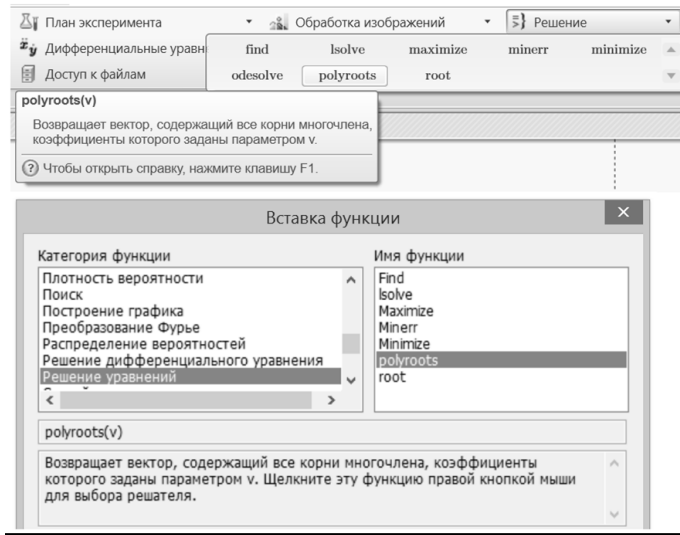 План эксперимента
Обработка изображений
Решение
Дифференциальные уравн
find lsolve maximize minerr minimize
Доступ к файлам
odesolve polyroots root
polyroots(v)
Возвращает вектор, содержащий все корни многочлена,
коэффициенты которого заданы параметром v.
Чтобы открыть справку, нажмите клавишу F1.
Вставка функции
Категория функции
Имя функции
Плотность вероятности
Поиск
Построение графика
Преобразование Фурье
Распределение вероятностей
Решение дифференциального уравнения
Решение уравнений
Find
lsolve
Maximize
Minerr
Minimize
polyroots
root
polyroots(v)
Возвращает вектор, содержащий все корни многочлена, коэффициенты
которого заданы параметром v. Щелкните эту функцию правой кнопкой мыши
для выбора решателя.